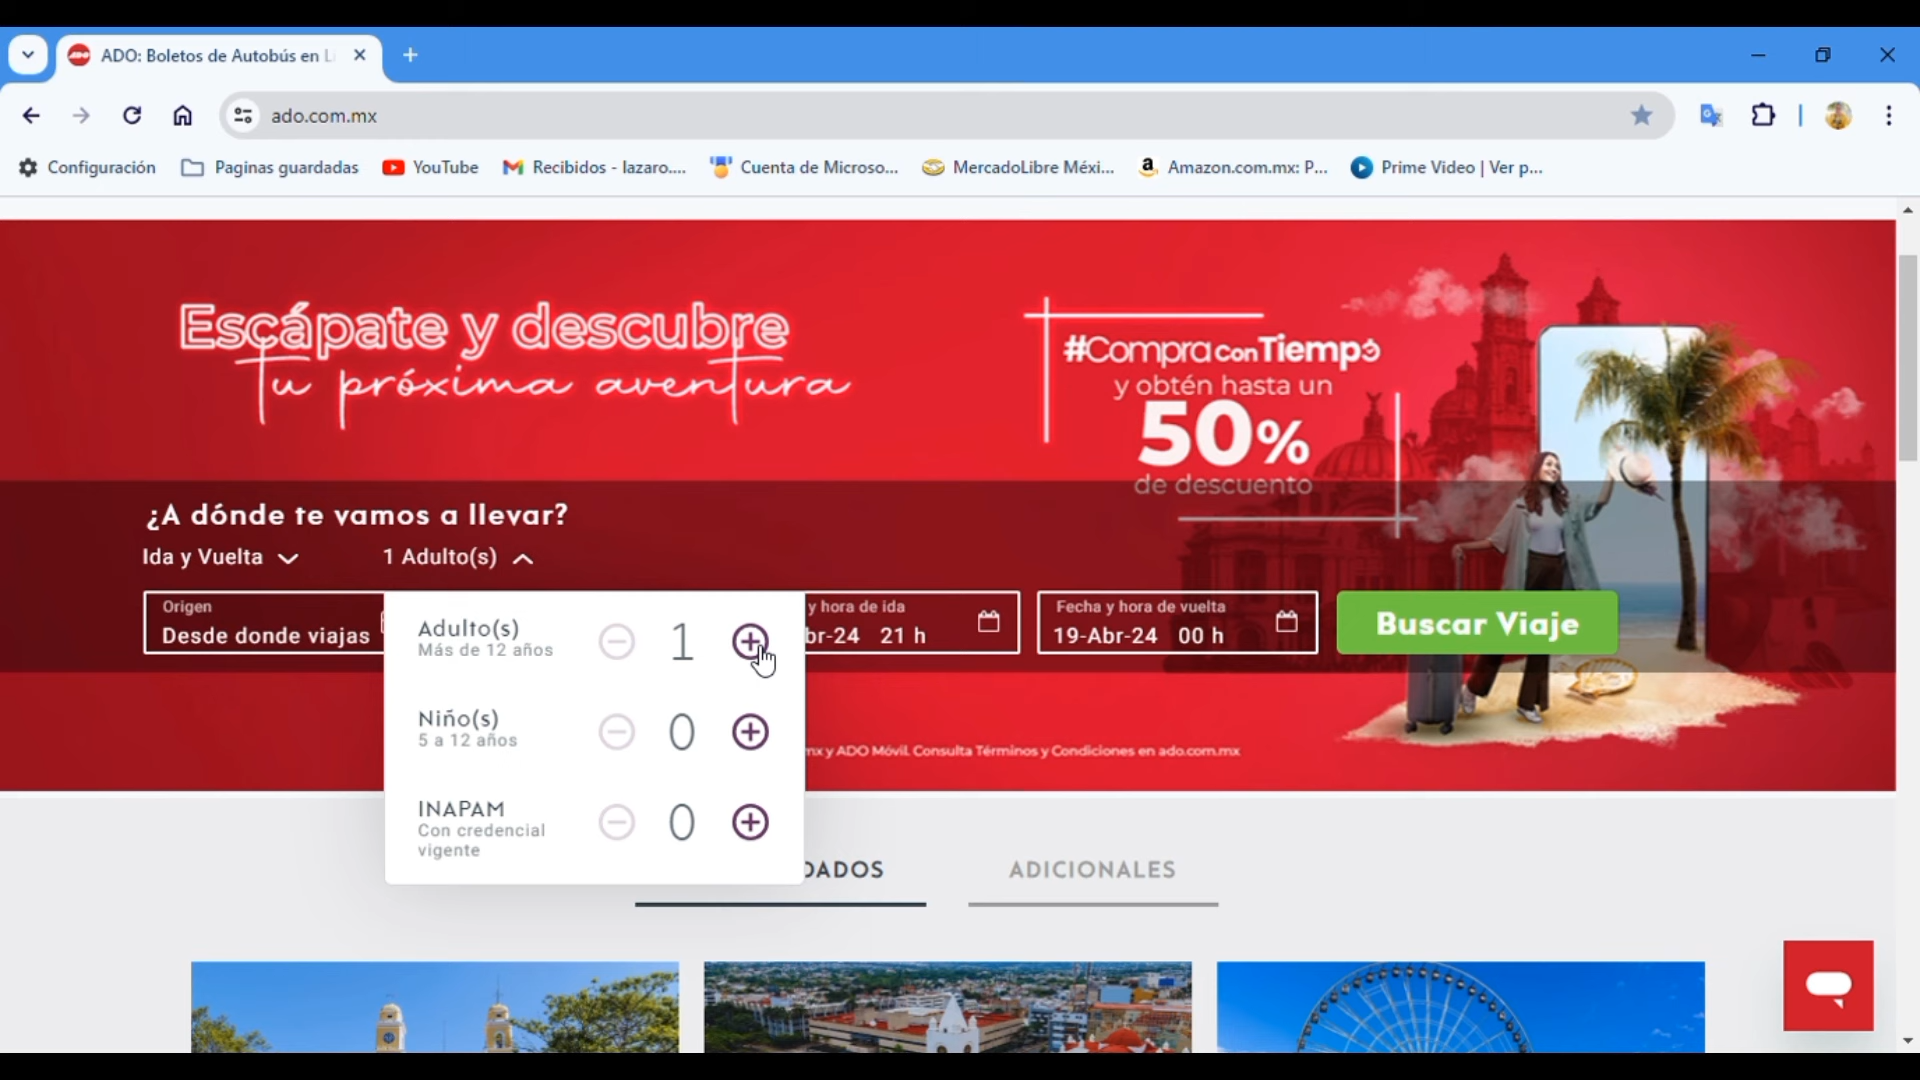 ADO: Boletos de Autobús en L
ado.com.mx
Configuración
Paginas guardadas
YouTube
Recibidos - lazaro....
Cuenta de Microso...
MercadoLibre Méxi...
Amazon.com.mx: P...
Prime Video | Ver p...
Escápate y descubre
Tu próxima aventura
#Compra con Tiempo
y obtén hasta un
50%
de descuento
¿A dónde te vamos a llevar?
Ida y Vuelta
1 Adulto(s)
Origen
Desde donde viajas
y hora de ida
br-24 21 h
Fecha y hora de vuelta
19-Abr-24 00 h
Buscar Viaje
Adulto(s)
Más de 12 años
1
Niño(s)
5 a 12 años
0
INAPAM
Con credencial
vigente
0
mx y ADO Móvil. Consulta Términos y Condiciones en ado.com.mx
DADOS
ADICIONALES